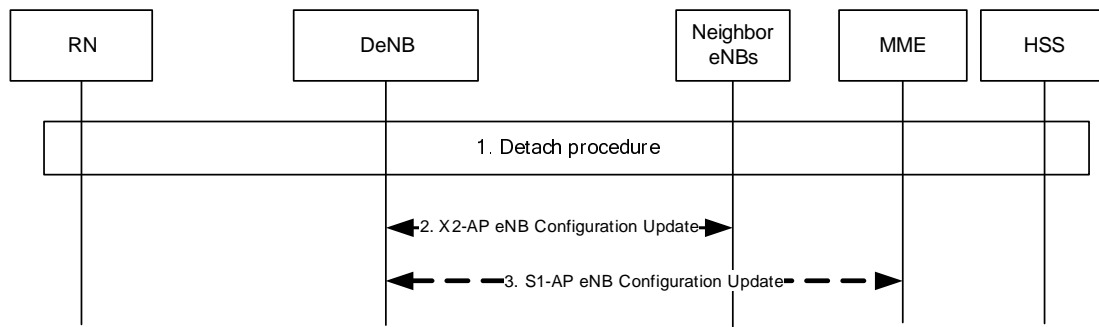 RN
DeNB
Neighbor
eNBs
MME
HSS
1. Detach procedure
2. X2-AP eNB Configuration Update
3. S1-AP eNB Configuration Update